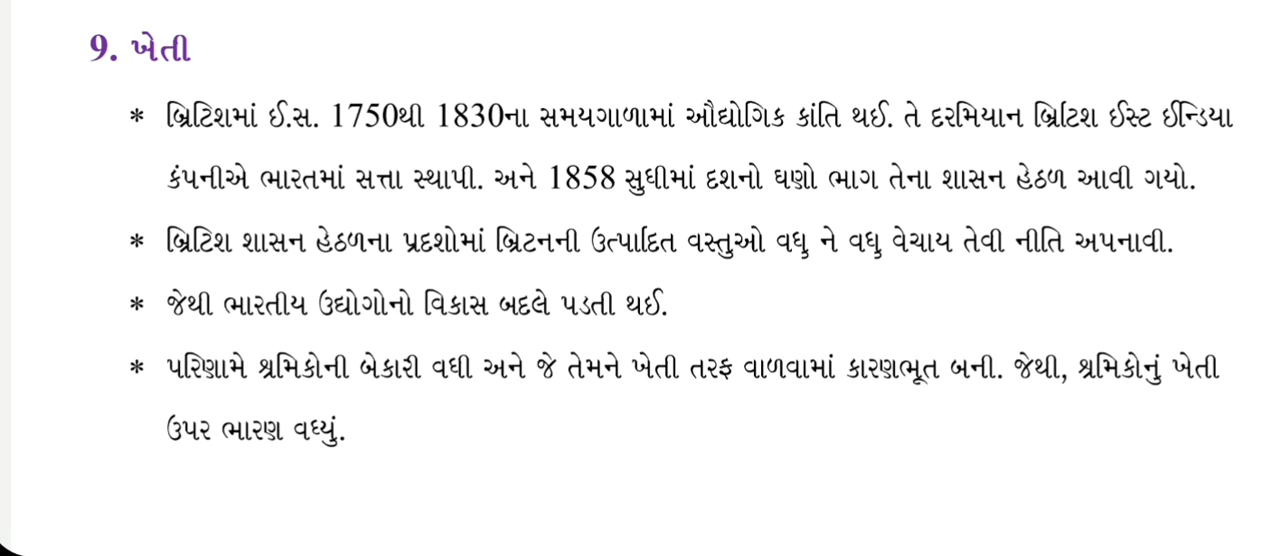 9. ખેતી
* બ્રિટિશમાં ઈ.સ. 1750થી 1830ના સમયગાળામાં ઔદ્યોગિક કાંતિ થઈ. તે દરમિયાન બ્રિાટશ ઈસ્ટ ઈન્ડિયા
કંપનીએ ભારતમાં સત્તા સ્થાપી. અને 1858 સુધીમાં દશનો ઘણો ભાગ તેના શાસન હેઠળ આવી ગયો.
* બ્રિટિશ શાસન હેઠળના પ્રદશોમાં બ્રિટનની ઉત્પાદિત વસ્તુઓ વધુ ને વધુ વેચાય તેવી નીતિ અપનાવી.
* જેથી ભારતીય ઉદ્યોગોનો વિકાસ બદલે પડતી થઈ.
* પરિણામે શ્રમિકોની બેકારી વધી અને જે તેમને ખેતી તરફ વાળવામાં કારણભૂત બની. જેથી, શ્રમિકોનું ખેતી
ઉપર ભારણ વધ્યું.